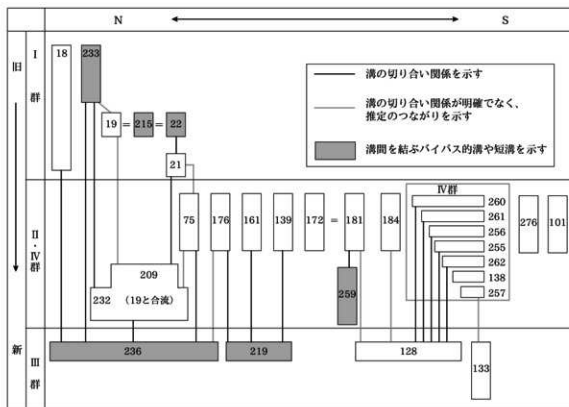 N S
旧
新
I
群
II
・
IV
群
III
群
18
233
19 = 215 = 22
21
溝の切り合い関係を示す
溝の切り合い関係が明確でなく、
推定のつながりを示す
溝間を結ぶバイパス的溝や短溝を示す
75
176
161
139
172 = 181
184
IV群
260
261
256
255
262
138
257
276
101
209
232 (19と合流)
259
236
219
128
133